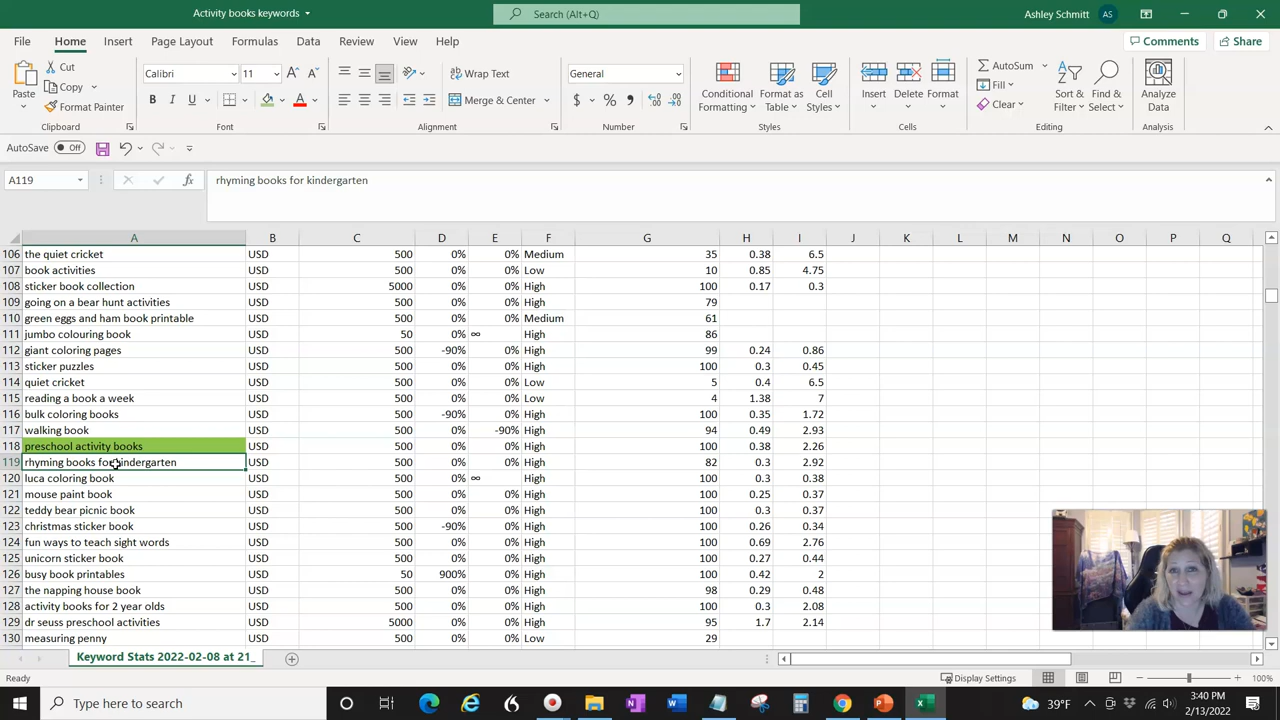 Activity books keywords
Search (Alt+Q)
Ashley Schmitt
AS
File Home Insert Page Layout Formulas Data Review View Help
Comments
Share
Paste
Cut
Copy
Format Painter
Clipboard
Calibri 11
B I U
Font
Wrap Text
Merge & Center
Alignment
General
$ % 9
Number
Conditional Formatting
Format as Table
Cell Styles
Styles
Insert Delete Format
Cells
AutoSum
Fill
Clear
Sort & Filter
Find & Select
Editing
Analyze Data
Analysis
AutoSave Off
A119
fx
rhyming books for kindergarten
A B C D E F G H I J K L M N O P Q
106 the quiet cricket USD 500 0% 0% Medium 35 0.38 6.5
107 book activities USD 500 0% 0% Low 10 0.85 4.75
108 sticker book collection USD 5000 0% 0% High 100 0.17 0.3
109 going on a bear hunt activities USD 500 0% 0% High 79
110 green eggs and ham book printable USD 500 0% 0% Medium 61
111 jumbo colouring book USD 50 0% ∞ High 86
112 giant coloring pages USD 500 -90% 0% High 99 0.24 0.86
113 sticker puzzles USD 500 0% 0% High 100 0.3 0.45
114 quiet cricket USD 500 0% 0% Low 5 0.4 6.5
115 reading a book a week USD 500 0% 0% Low 4 1.38 7
116 bulk coloring books USD 500 -90% 0% High 100 0.35 1.72
117 walking book USD 500 0% -90% High 94 0.49 2.93
118 preschool activity books USD 500 0% 0% High 100 0.38 2.26
119 rhyming books for kindergarten USD 500 0% 0% High 82 0.3 2.92
120 luca coloring book USD 500 0% ∞ High 100 0.3 0.38
121 mouse paint book USD 500 0% 0% High 100 0.25 0.37
122 teddy bear picnic book USD 500 0% 0% High 100 0.3 0.37
123 christmas sticker book USD 500 -90% 0% High 100 0.26 0.34
124 fun ways to teach sight words USD 500 0% 0% High 100 0.69 2.76
125 unicorn sticker book USD 500 0% 0% High 100 0.27 0.44
126 busy book printables USD 50 900% 0% High 100 0.42 2
127 the napping house book USD 500 0% 0% High 98 0.29 0.48
128 activity books for 2 year olds USD 500 0% 0% High 100 0.3 2.08
129 dr seuss preschool activities USD 5000 0% 0% High 95 1.7 2.14
130 measuring penny USD 500 0% 0% Low 29
Keyword Stats 2022-02-08 at 21_
Ready
Display Settings
100%
Type here to search
39°F
3:40 PM
2/13/2022